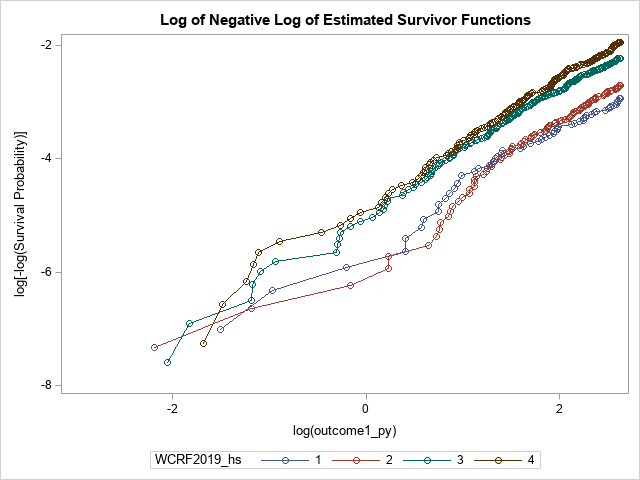 Log of Negative Log of Estimated Survivor Functions
-2
-4
-6
-8
log[-log(Survival Probability)]
-2 0 2
log(outcome1_py)
WCRF2019_hs 1 2 3 4